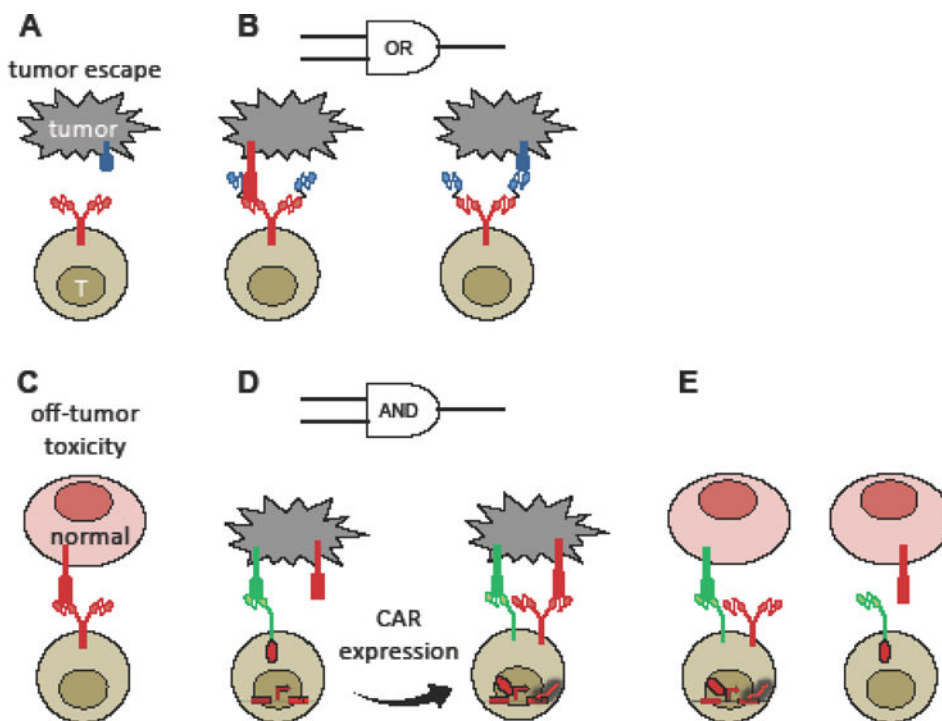 A
B
OR
tumor escape
tumor
T
C
D
E
AND
off-tumor
toxicity
normal
CAR
expression